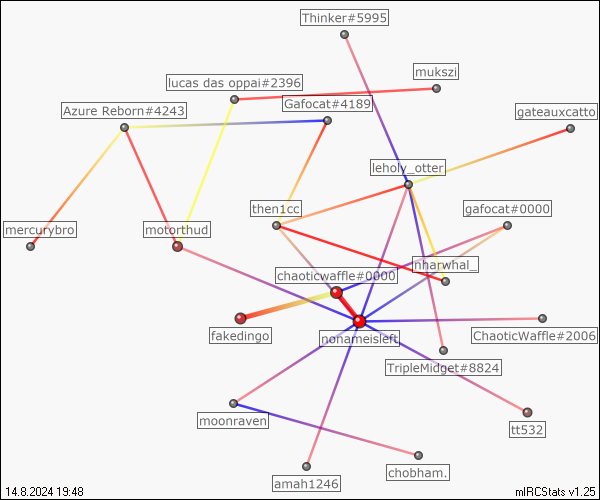 Thinker#5995
mukszi
lucas das oppai#2396
Gafocat#4189
Azure Reborn#4243
gateauxcatto
leholy_otter
then1cc
gafocat#0000
mercurybro
motorthud
nharwhal_
chaoticwaffle#0000
fakedingo
nonameisleft
ChaoticWaffle#2006
TripleMidget#8824
moonraven
tt532
chobham.
amah1246
14.8.2024 19:48
mIRCStats v1.25